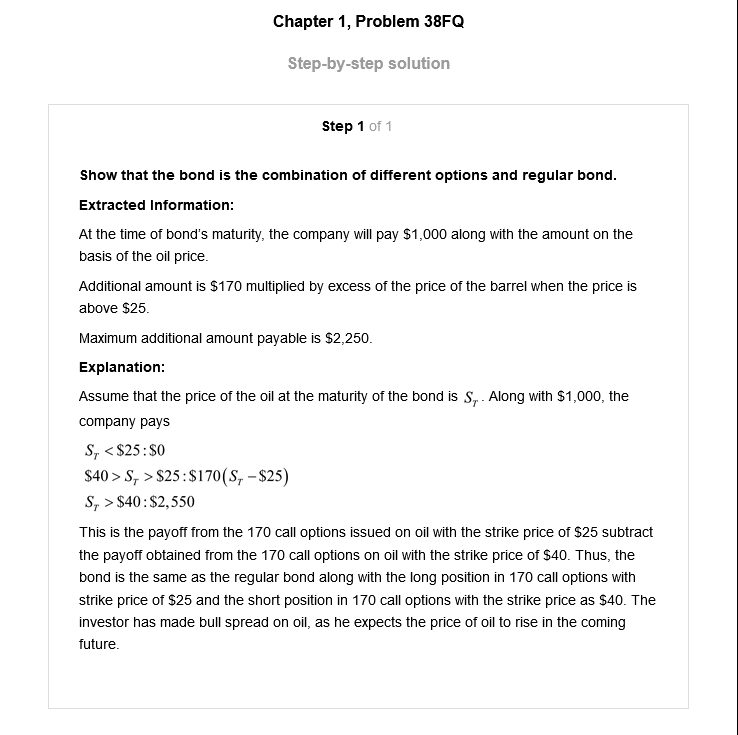 Chapter 1, Problem 38FQ
Step-by-step solution
Step 1 of 1
Show that the bond is the combination of different options and regular bond.
Extracted Information:
At the time of bond's maturity, the company will pay $1,000 along with the amount on the
basis of the oil price.
Additional amount is $170 multiplied by excess of the price of the barrel when the price is
above $25.
Maximum additional amount payable is $2,250.
Explanation:
Assume that the price of the oil at the maturity of the bond is S_T. Along with $1,000, the
company pays
S_T < $25 : $0
$40 > S_T > $25 : $170(S_T − $25)
S_T > $40 : $2,550
This is the payoff from the 170 call options issued on oil with the strike price of $25 subtract
the payoff obtained from the 170 call options on oil with the strike price of $40. Thus, the
bond is the same as the regular bond along with the long position in 170 call options with
strike price of $25 and the short position in 170 call options with the strike price as $40. The
investor has made bull spread on oil, as he expects the price of oil to rise in the coming
future.